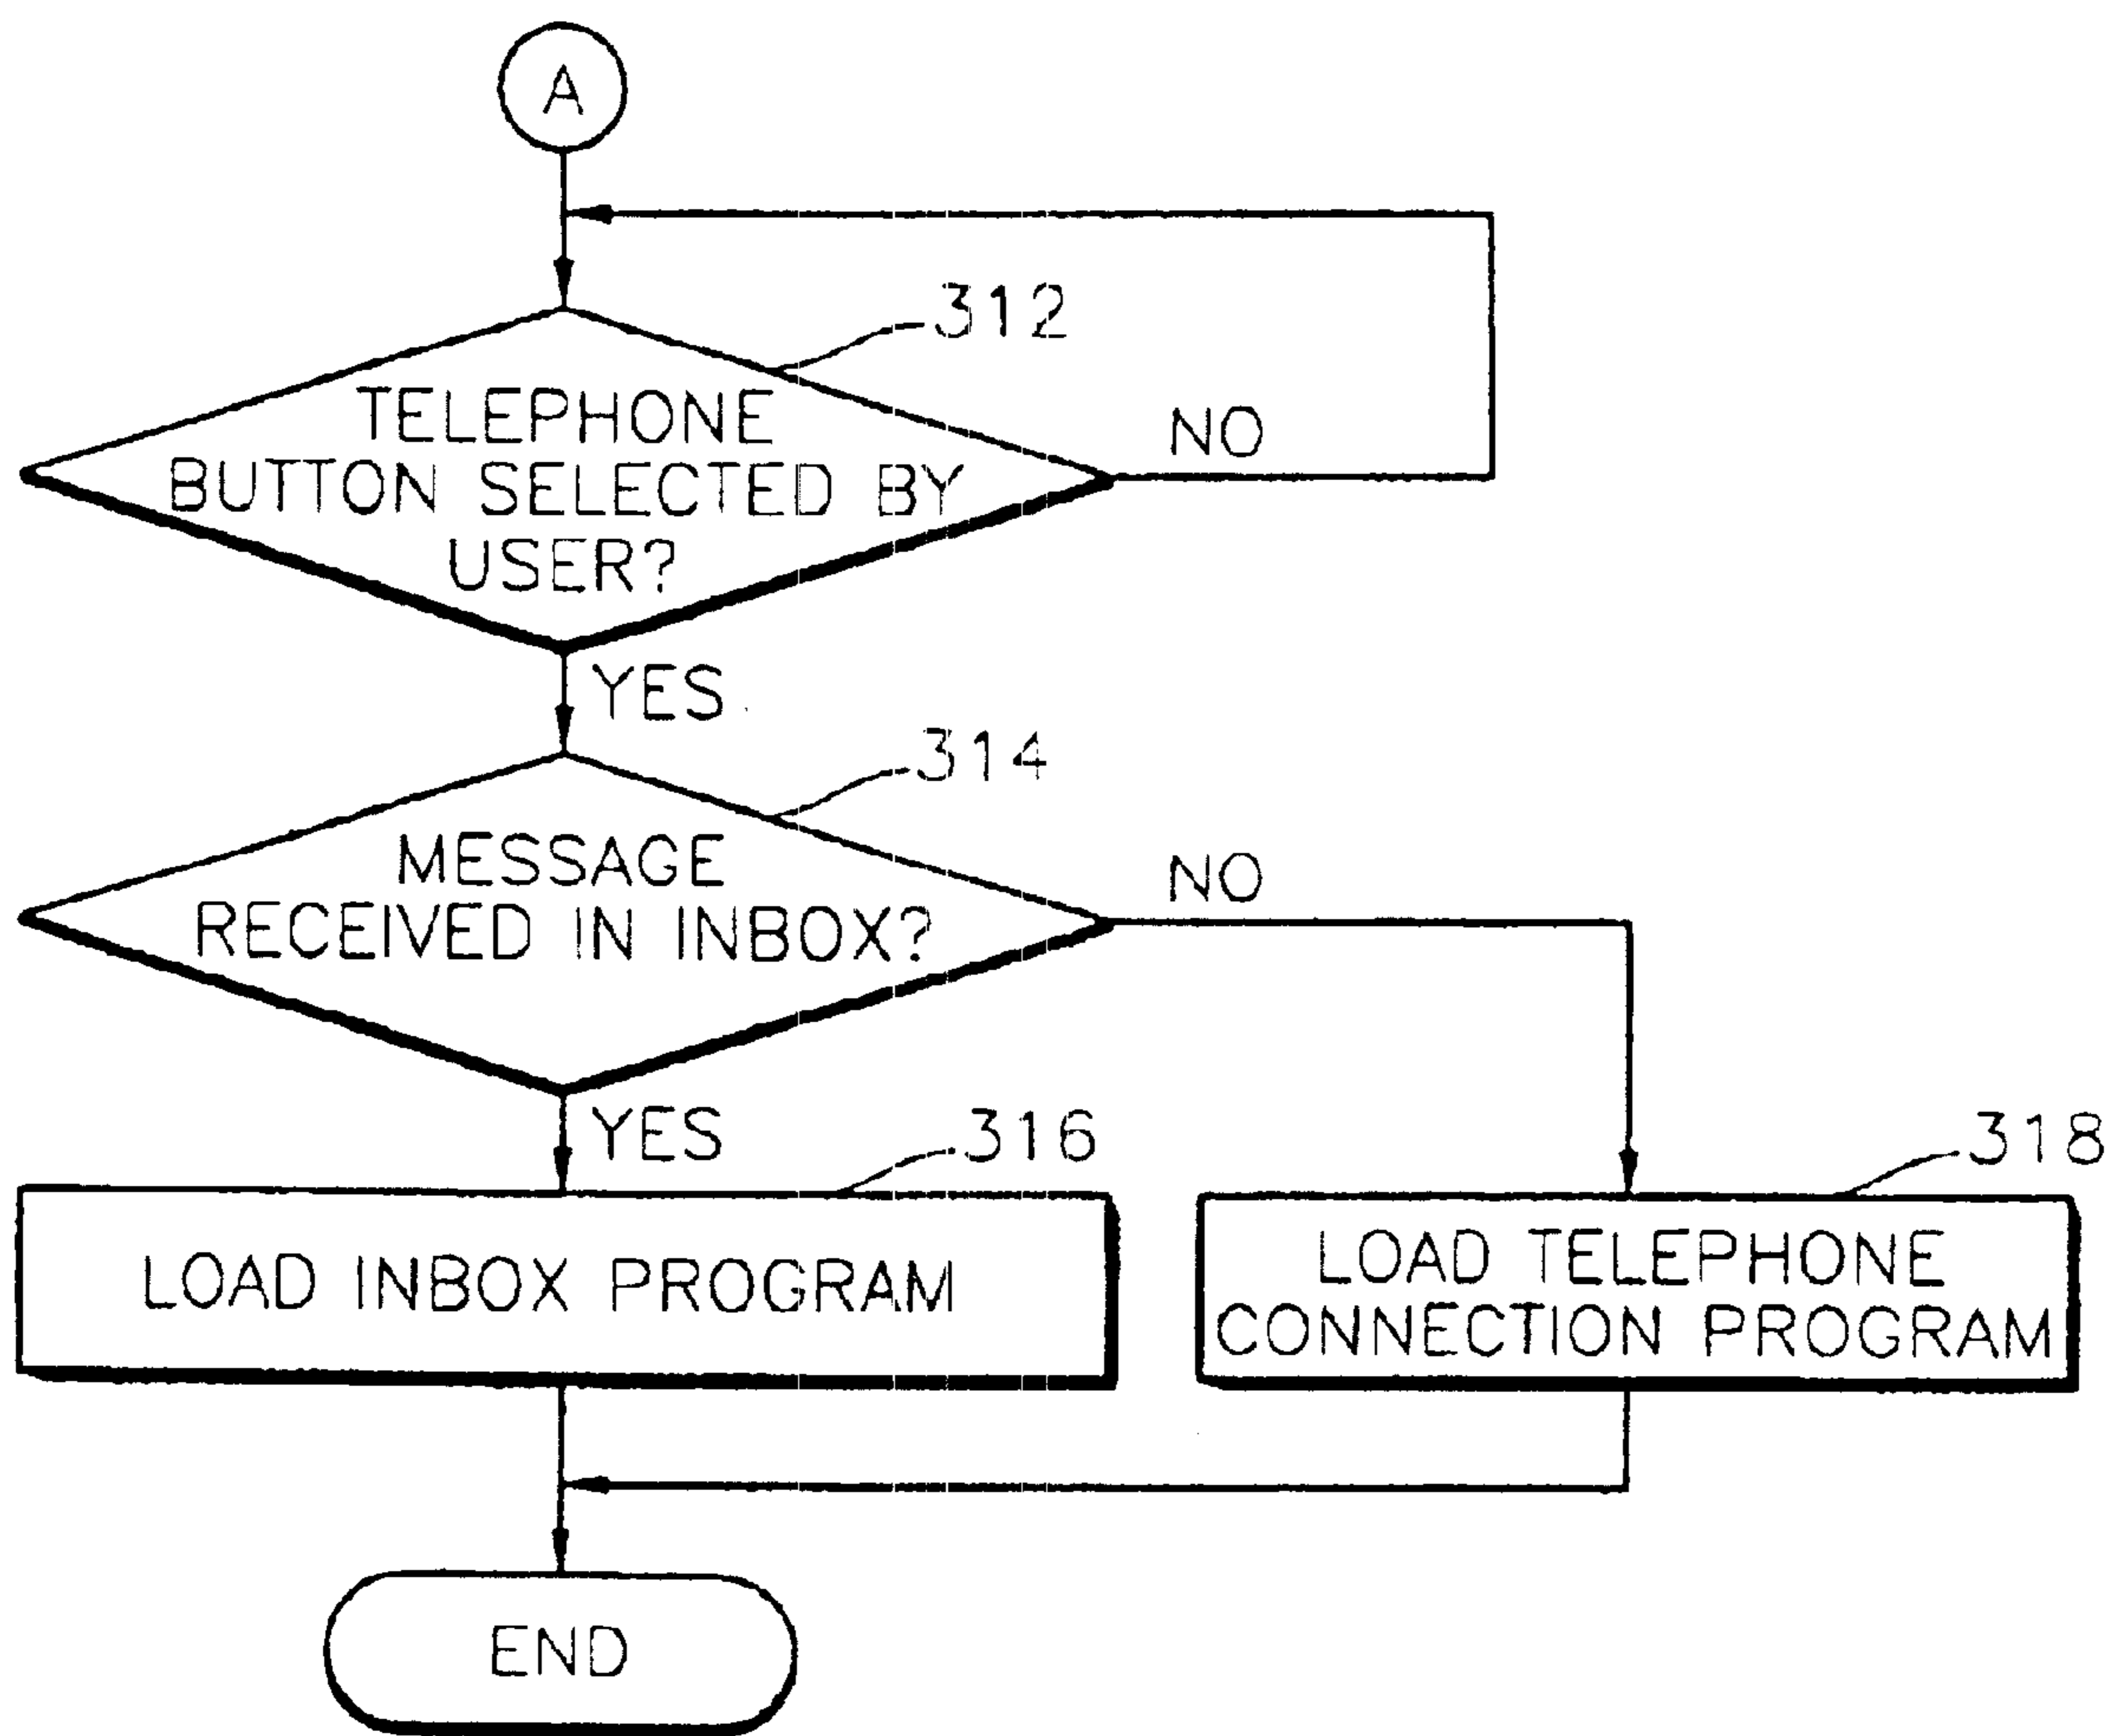 A
312
TELEPHONE
BUTTON SELECTED BY
USER?
NO
YES
314
MESSAGE
RECEIVED IN INBOX?
NO
YES
316
LOAD INBOX PROGRAM
318
LOAD TELEPHONE
CONNECTION PROGRAM
END